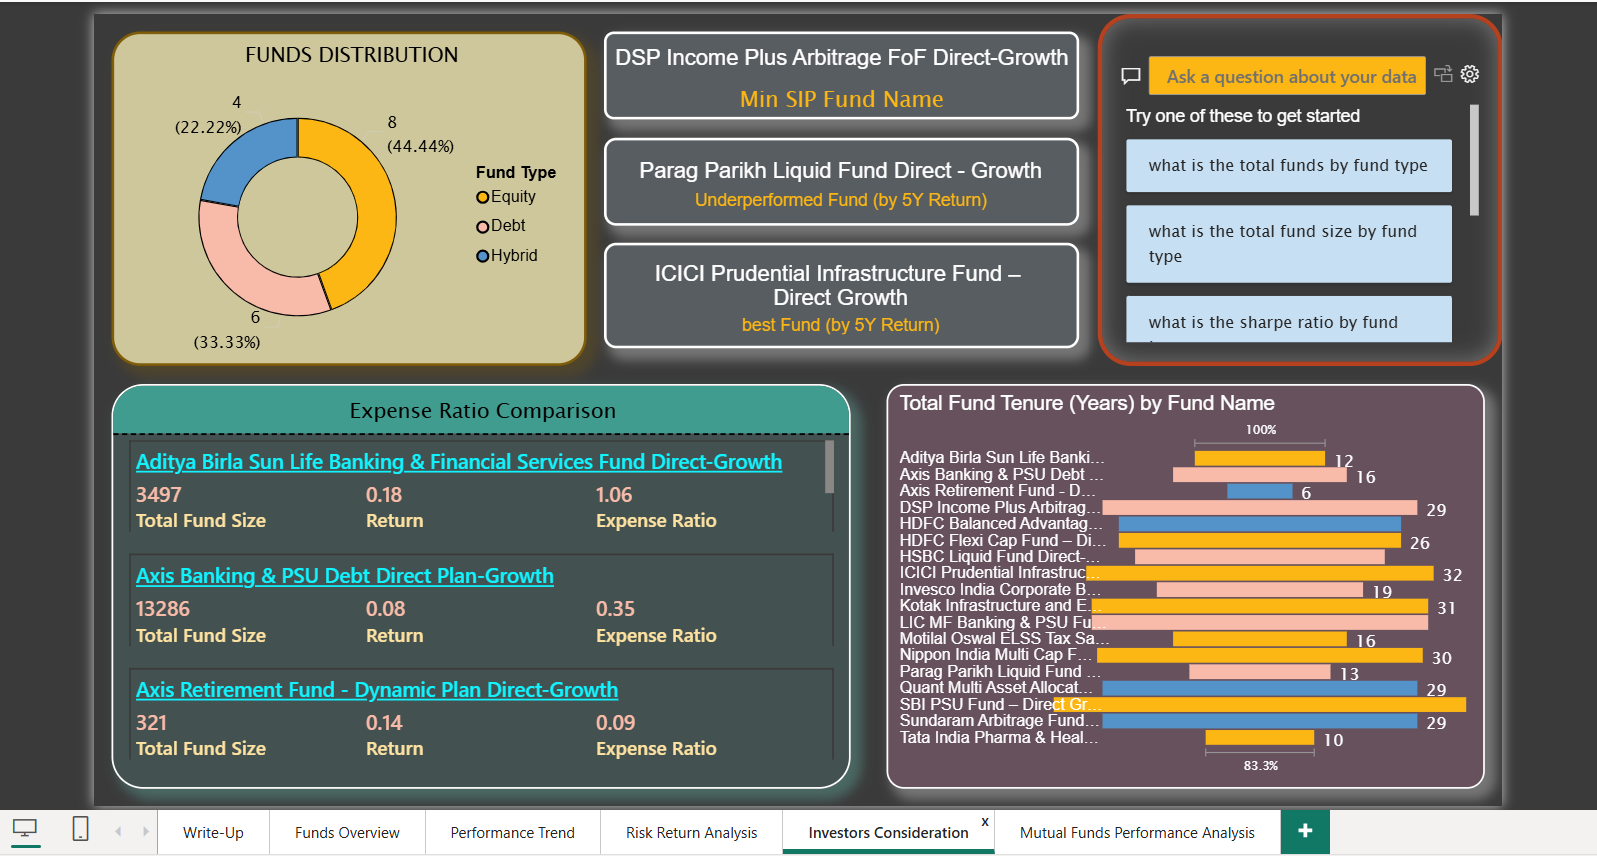 FUNDS DISTRIBUTION
4
(22.22%)
8
(44.44%)
6
(33.33%)
Fund Type
Equity
Debt
Hybrid
DSP Income Plus Arbitrage FoF Direct-Growth
Min SIP Fund Name
Parag Parikh Liquid Fund Direct - Growth
Underperformed Fund (by 5Y Return)
ICICI Prudential Infrastructure Fund –
Direct Growth
best Fund (by 5Y Return)
Ask a question about your data
Try one of these to get started
what is the total funds by fund type
what is the total fund size by fund
type
what is the sharpe ratio by fund
Expense Ratio Comparison
Aditya Birla Sun Life Banking & Financial Services Fund Direct-Growth
3497 0.18 1.06
Total Fund Size Return Expense Ratio
Axis Banking & PSU Debt Direct Plan-Growth
13286 0.08 0.35
Total Fund Size Return Expense Ratio
Axis Retirement Fund - Dynamic Plan Direct-Growth
321 0.14 0.09
Total Fund Size Return Expense Ratio
Total Fund Tenure (Years) by Fund Name
100%
Aditya Birla Sun Life Banki... 12
Axis Banking & PSU Debt ... 16
Axis Retirement Fund - D... 6
DSP Income Plus Arbitrag... 29
HDFC Balanced Advantag...
HDFC Flexi Cap Fund – Di... 26
HSBC Liquid Fund Direct-...
ICICI Prudential Infrastruc... 32
Invesco India Corporate B... 19
Kotak Infrastructure and E... 31
LIC MF Banking & PSU Fu...
Motilal Oswal ELSS Tax Sa... 16
Nippon India Multi Cap F... 30
Parag Parikh Liquid Fund ... 13
Quant Multi Asset Allocat... 29
SBI PSU Fund – Direct Gr...
Sundaram Arbitrage Fund... 29
Tata India Pharma & Heal... 10
83.3%
Write-Up
Funds Overview
Performance Trend
Risk Return Analysis
Investors Consideration
x
Mutual Funds Performance Analysis
+